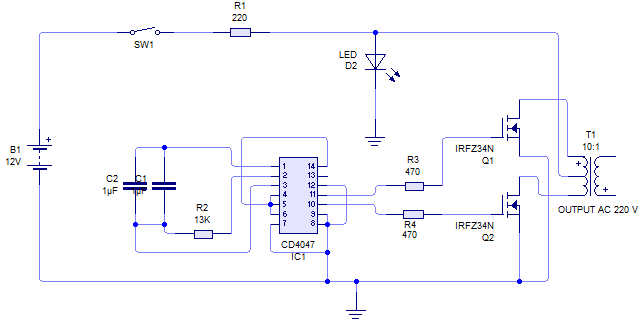 R1
220
SW1
LED
D2
B1
12V
+
C2
1µF
C1
1µF
R2
13K
1
2
3
4
5
6
7
14
13
12
11
10
9
8
CD4047
IC1
R3
470
R4
470
IRFZ34N
Q1
IRFZ34N
Q2
T1
10:1
+
+
OUTPUT AC 220 V